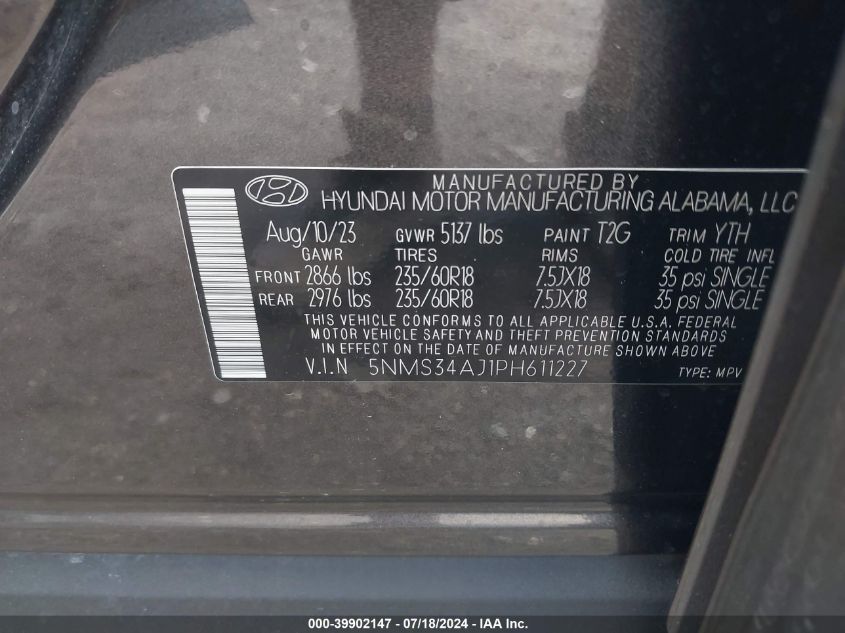 MANUFACTURED BY
HYUNDAI MOTOR MANUFACTURING ALABAMA, LLC
Aug/10/23 GVWR 5137 lbs PAINT T2G TRIM YTH
GAWR TIRES RIMS COLD TIRE INFL
FRONT 2866 lbs 235/60R18 7.5JX18 35 psi SINGLE
REAR 2976 lbs 235/60R18 7.5JX18 35 psi SINGLE
THIS VEHICLE CONFORMS TO ALL APPLICABLE U.S.A. FEDERAL
MOTOR VEHICLE SAFETY AND THEFT PREVENTION STANDARDS
IN EFFECT ON THE DATE OF MANUFACTURE SHOWN ABOVE.
V.I.N 5NMS34AJ1PH611227 TYPE: MPV
000-39902147 - 07/18/2024 - IAA Inc.